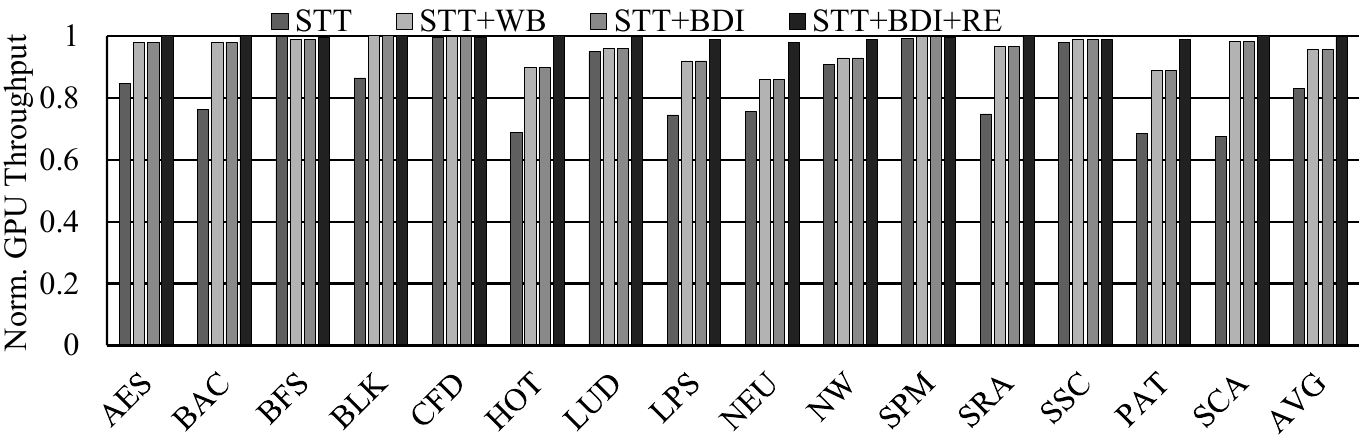 STT STT+WB STT+BDI STT+BDI+RE
Norm. GPU Throughput
1
0.8
0.6
0.4
0.2
0
AES BAC BFS BLK CFD HOT LUD LPS NEU NW SPM SRA SSC PAT SCA AVG